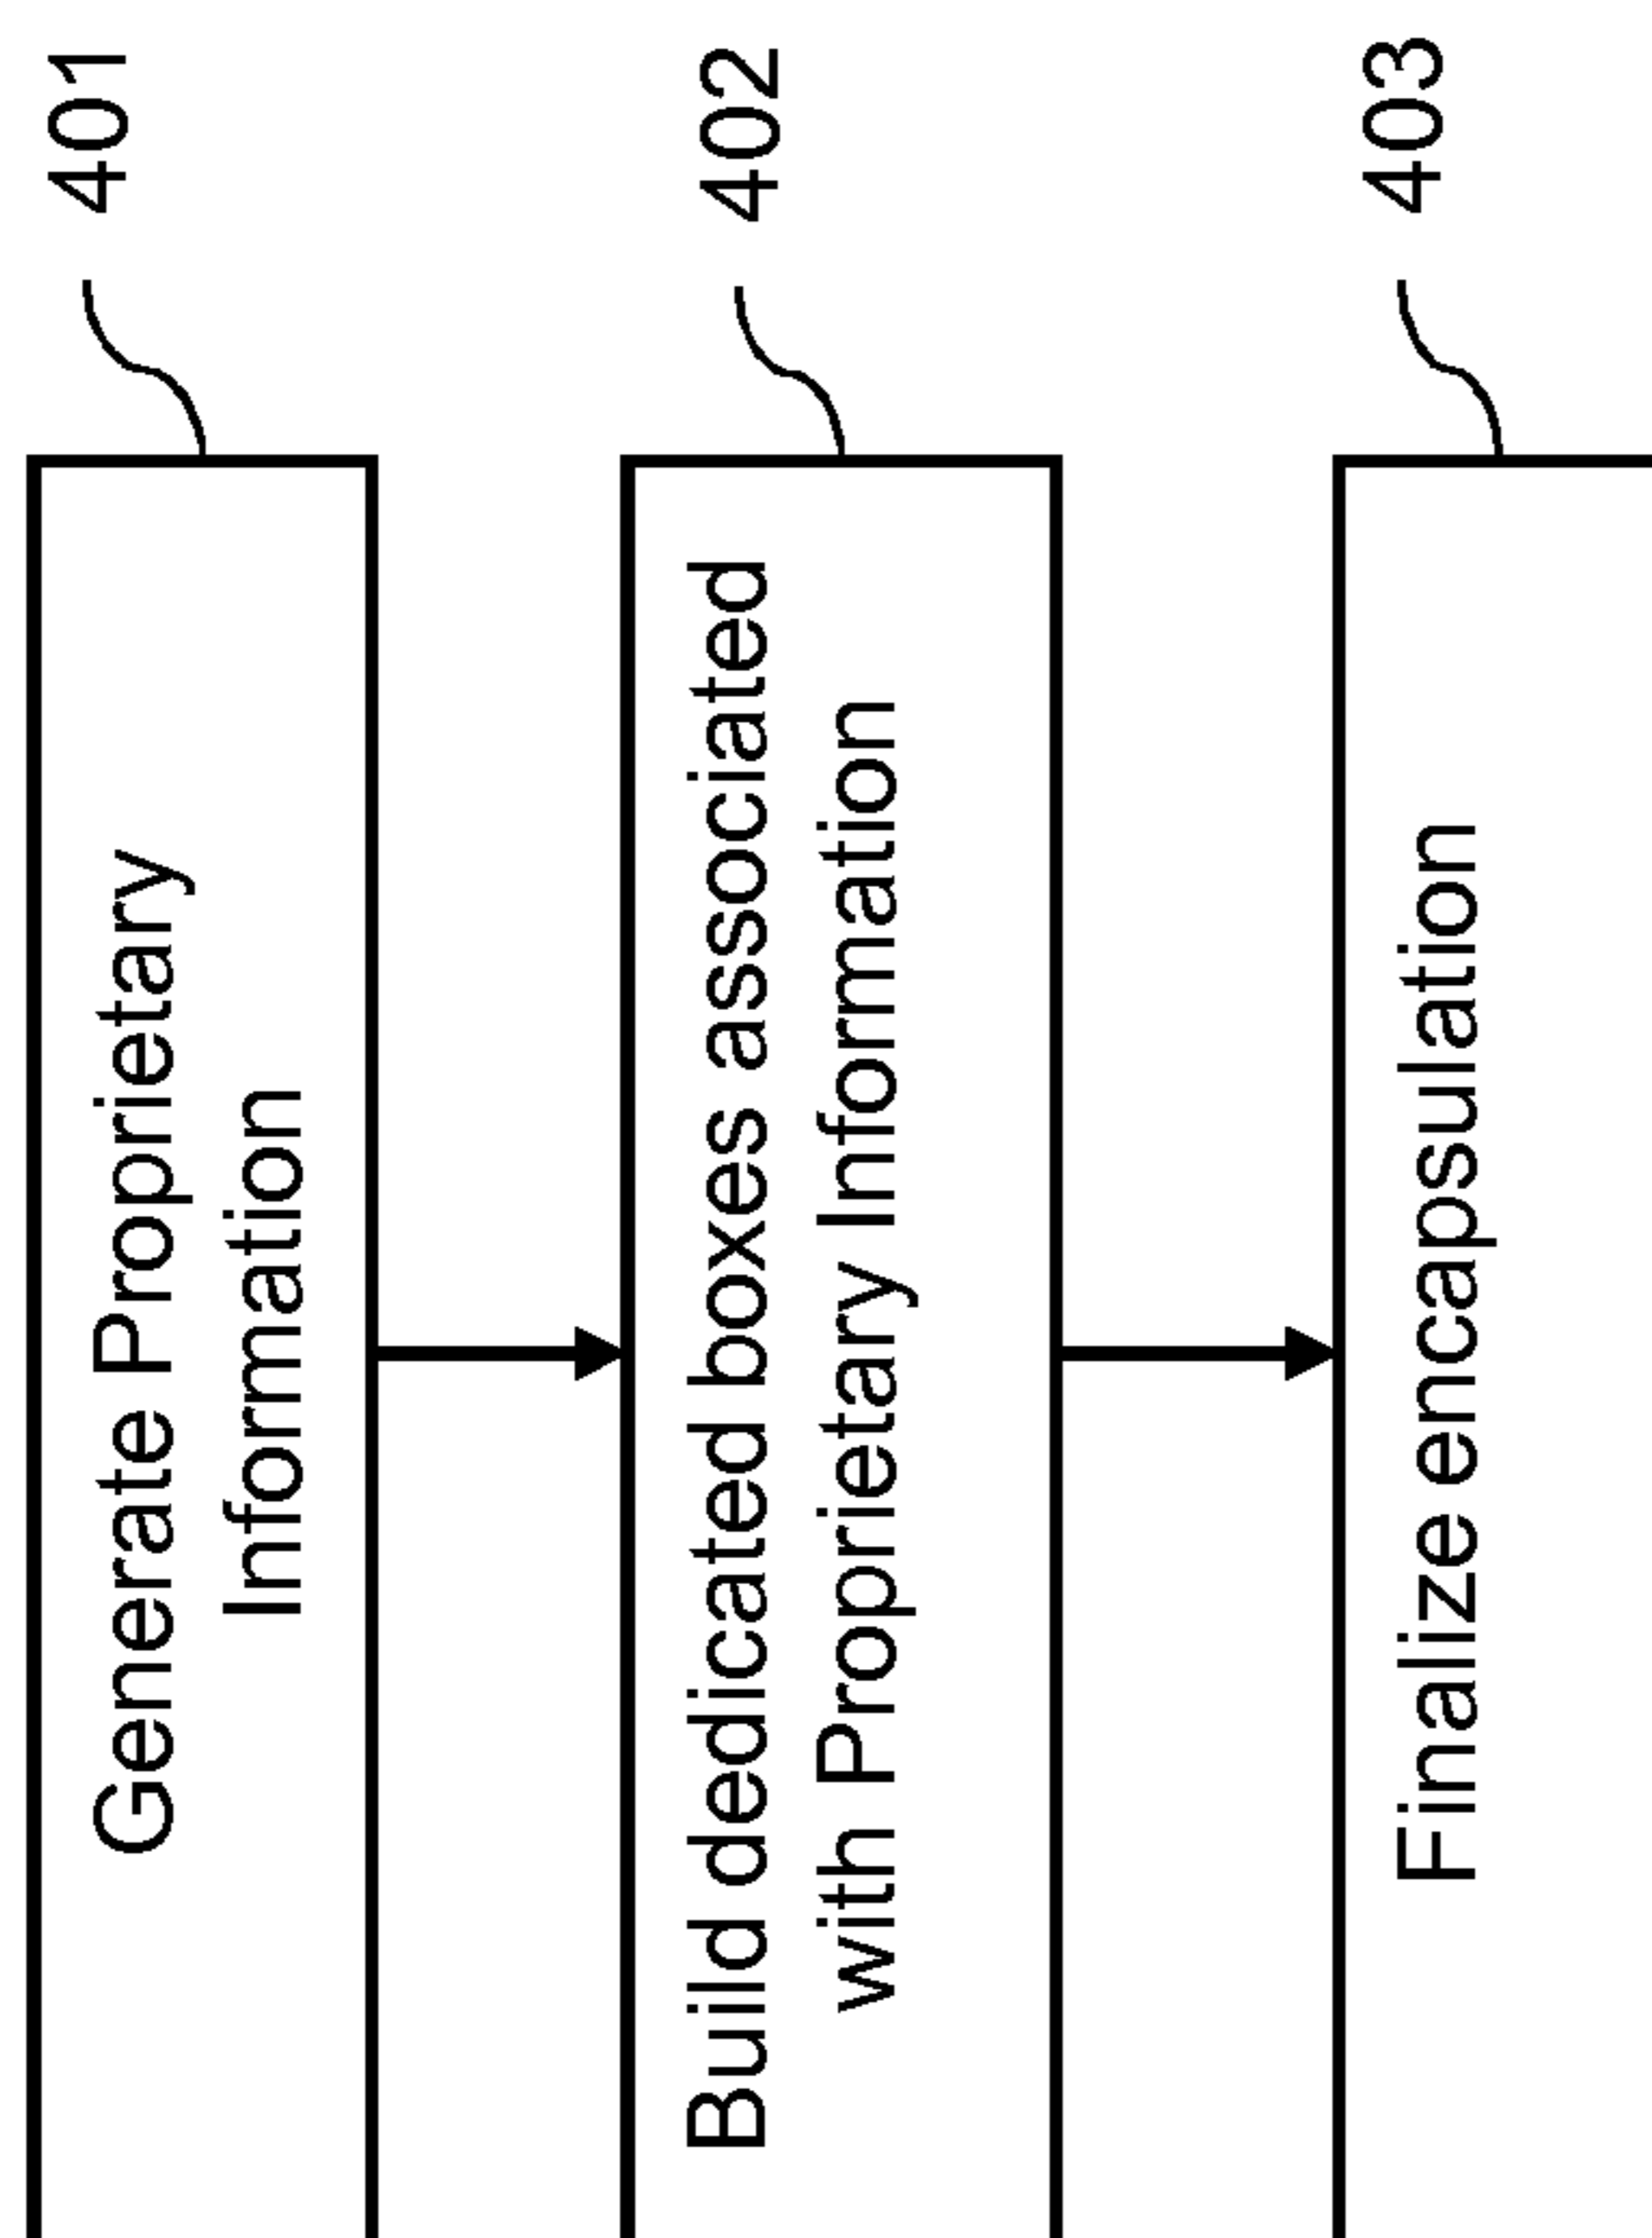 401
Generate Proprietary
Information
402
Build dedicated boxes associated
with Proprietary Information
403
Finalize encapsulation